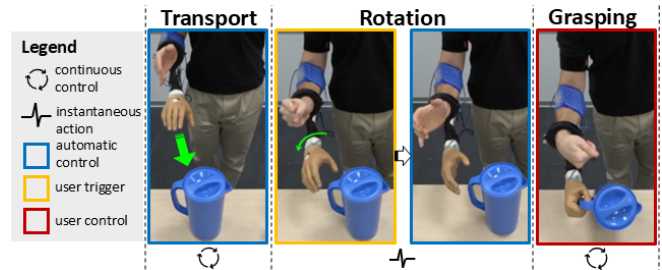 Transport
Rotation
Grasping
Legend
continuous
control
instantaneous
action
automatic
control
user trigger
user control